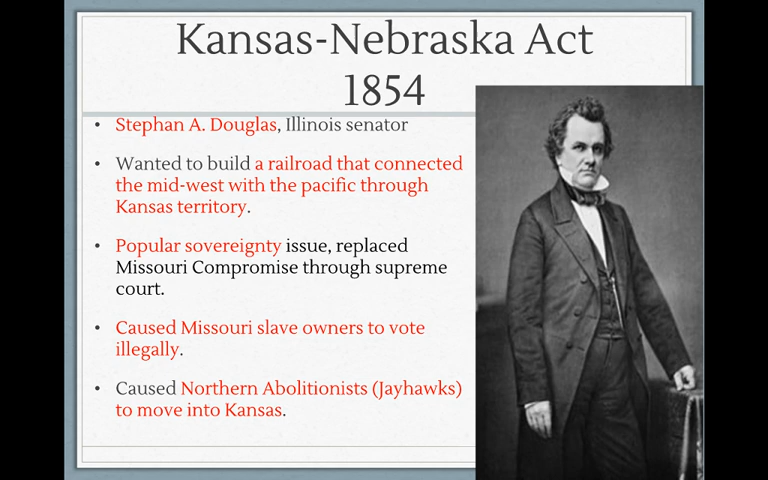 Kansas-Nebraska Act
1854
• Stephan A. Douglas, Illinois senator
• Wanted to build a railroad that connected
the mid-west with the pacific through
Kansas territory.
• Popular sovereignty issue, replaced
Missouri Compromise through supreme
court.
• Caused Missouri slave owners to vote
illegally.
• Caused Northern Abolitionists (Jayhawks)
to move into Kansas.